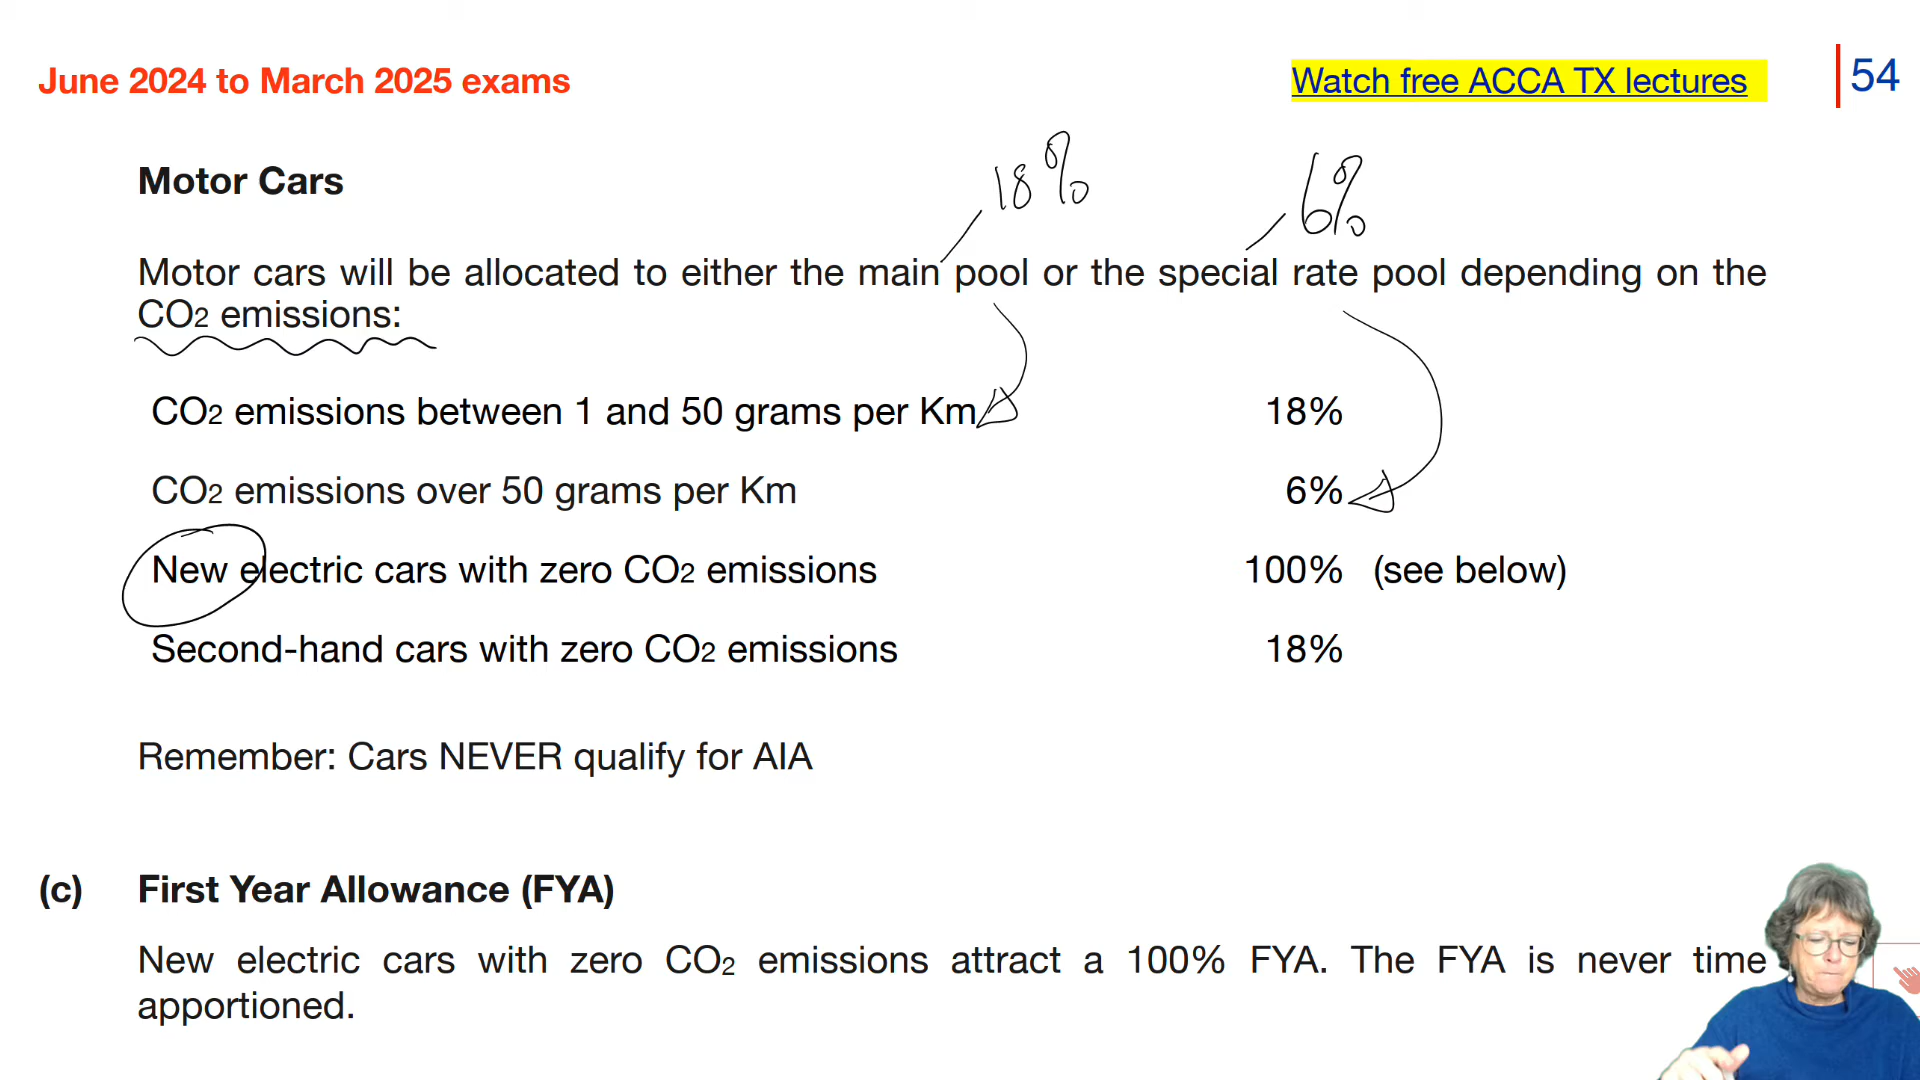 June 2024 to March 2025 exams
Watch free ACCA TX lectures
54
Motor Cars
18%
6%
Motor cars will be allocated to either the main pool or the special rate pool depending on the
CO2 emissions:
CO2 emissions between 1 and 50 grams per Km 18%
CO2 emissions over 50 grams per Km 6%
New electric cars with zero CO2 emissions 100% (see below)
Second-hand cars with zero CO2 emissions 18%
Remember: Cars NEVER qualify for AIA
(c) First Year Allowance (FYA)
New electric cars with zero CO2 emissions attract a 100% FYA. The FYA is never time
apportioned.